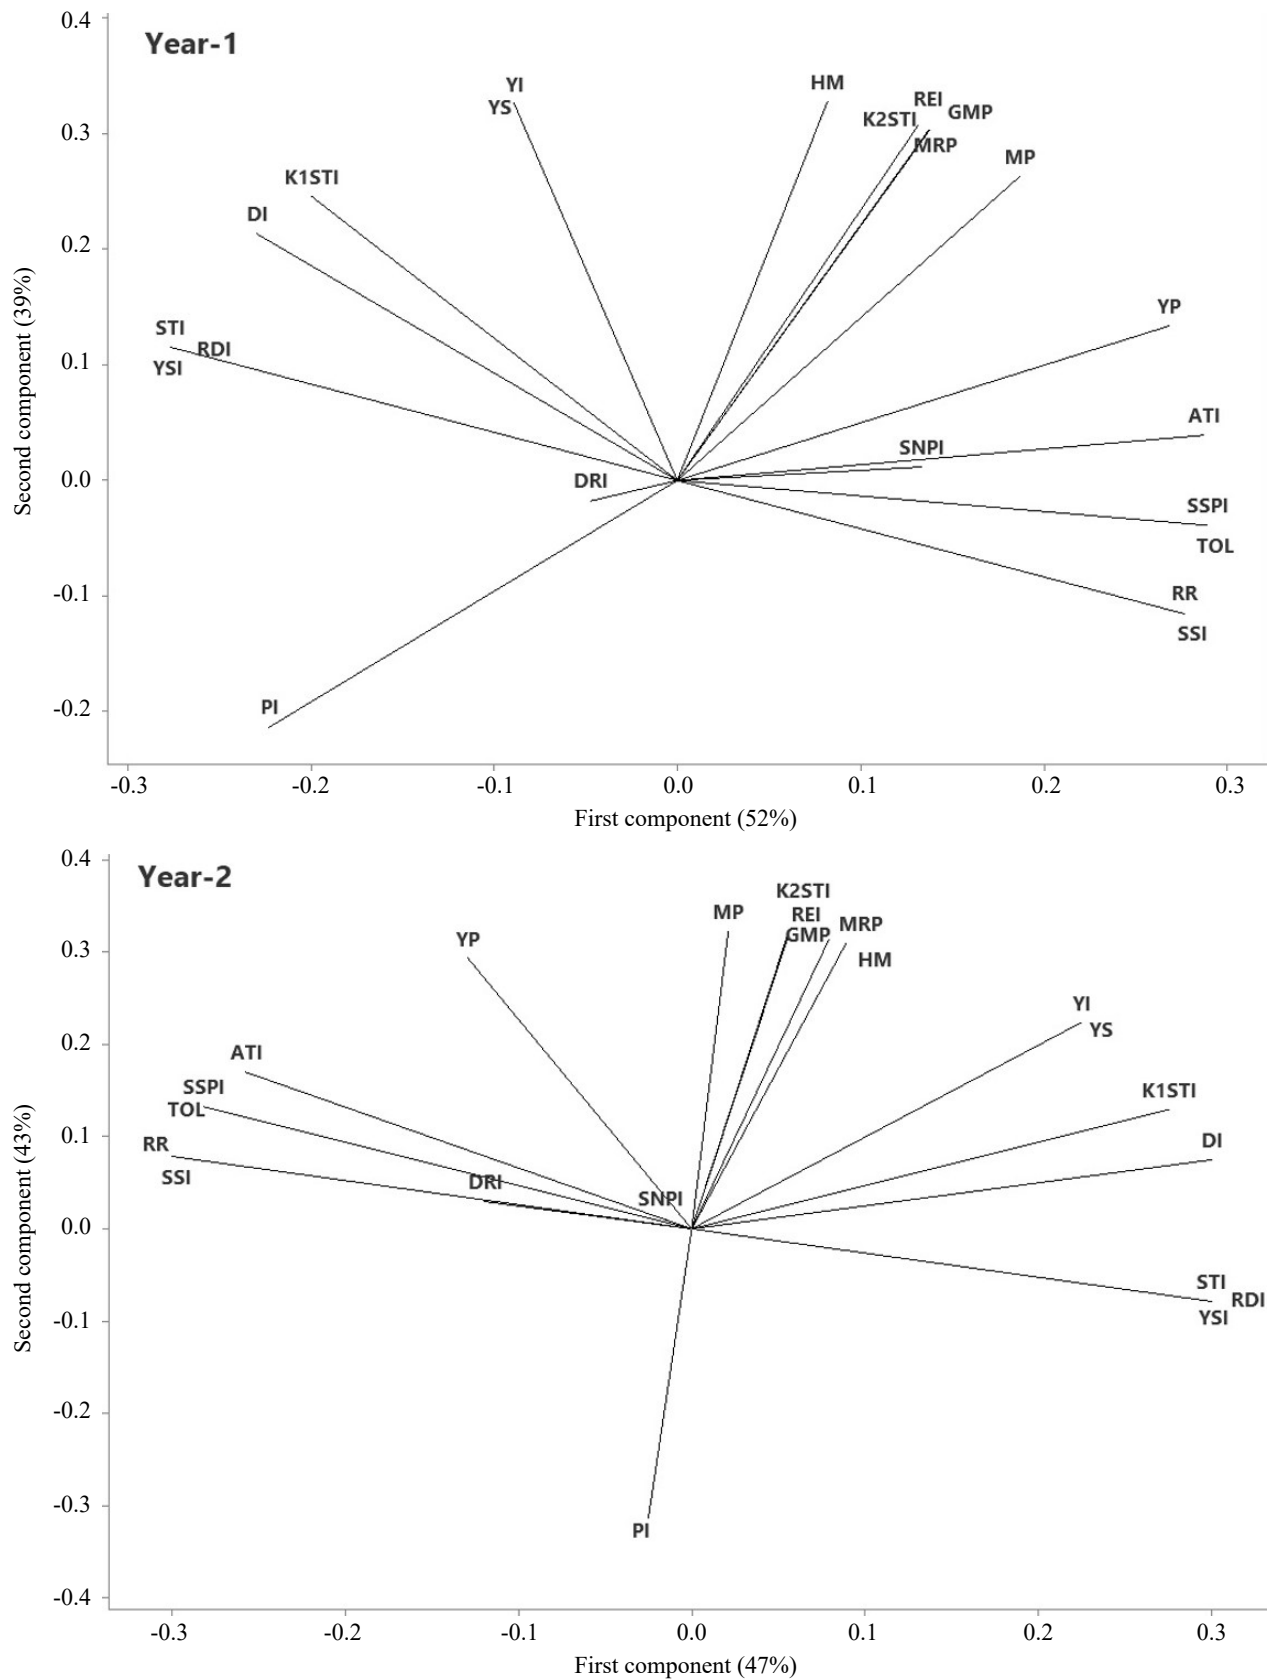 0.4
Year-1
YI
YS
HM
REI
GMP
K2STI
MRP
0.3
MP
K1STI
DI
0.2
YP
STI
RDI
YSI
0.1
ATI
SNPI
DRI
0.0
SSPI
TOL
RR
-0.1
SSI
PI
-0.2
Second component (39%)
-0.3 -0.2 -0.1 0.0 0.1 0.2 0.3
First component (52%)
0.4
Year-2
K2STI
MP
REI
MRP
GMP
YP
HM
0.3
YI
YS
0.2
ATI
SSPI
K1STI
TOL
0.1
RR
DI
SSI
DRI
SNPI
0.0
STI
RDI
YSI
-0.1
-0.2
-0.3
PI
-0.4
Second component (43%)
-0.3 -0.2 -0.1 0.0 0.1 0.2 0.3
First component (47%)